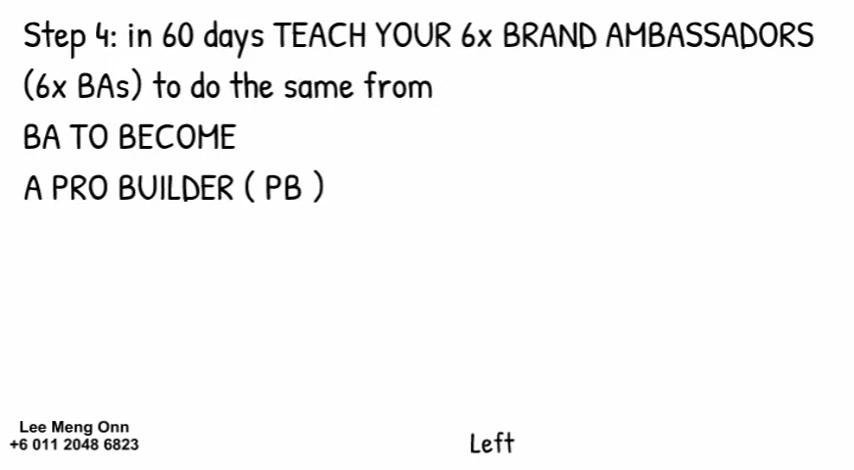 Step 4: in 60 days TEACH YOUR 6x BRAND AMBASSADORS
(6x BAs) to do the same from
BA TO BECOME
A PRO BUILDER ( PB )
Lee Meng Onn
+6 011 2048 6823
Left